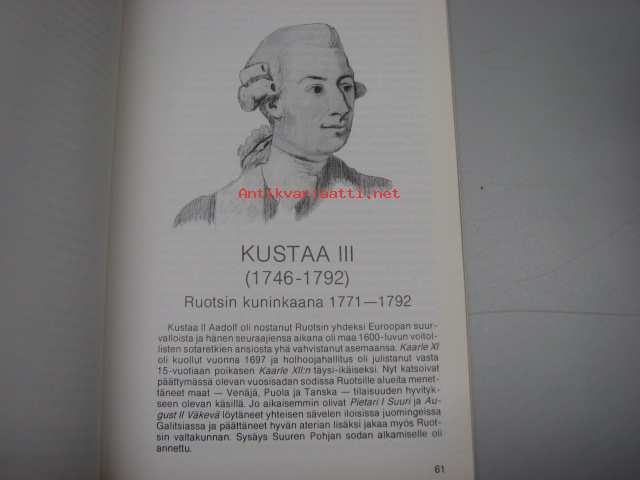 Antikvariaatti.net
KUSTAA III
(1746-1792)
Ruotsin kuninkaana 1771—1792
Kustaa II Aadolf oli nostanut Ruotsin yhdeksi Euroopan suur-
valloista ja hänen seuraajiensa aikana oli maa 1600-luvun voitol-
listen sotaretkien ansiosta yhä vahvistanut asemaansa. Kaarle XI
oli kuollut vuonna 1697 ja holhoojahallitus oli julistanut vasta
15-vuotiaan poikasen Kaarle XII:n täysi-ikäiseksi. Nyt katsoivat
päättymässä olevan vuosisadan sodissa Ruotsille alueita menet-
täneet maat — Venäjä, Puola ja Tanska — tilaisuuden hyvityk-
seen olevan käsillä. Jo aikaisemmin olivat Pietari I Suuri ja Au-
gust II Väkevä löytäneet yhteisen sävelen iloisissa juomingeissa
Galitsiassa ja päättäneet hyvän aterian lisäksi jakaa myös Ruot-
sin valtakunnan. Sysäys Suuren Pohjan sodan alkamiselle oli
annettu.
61